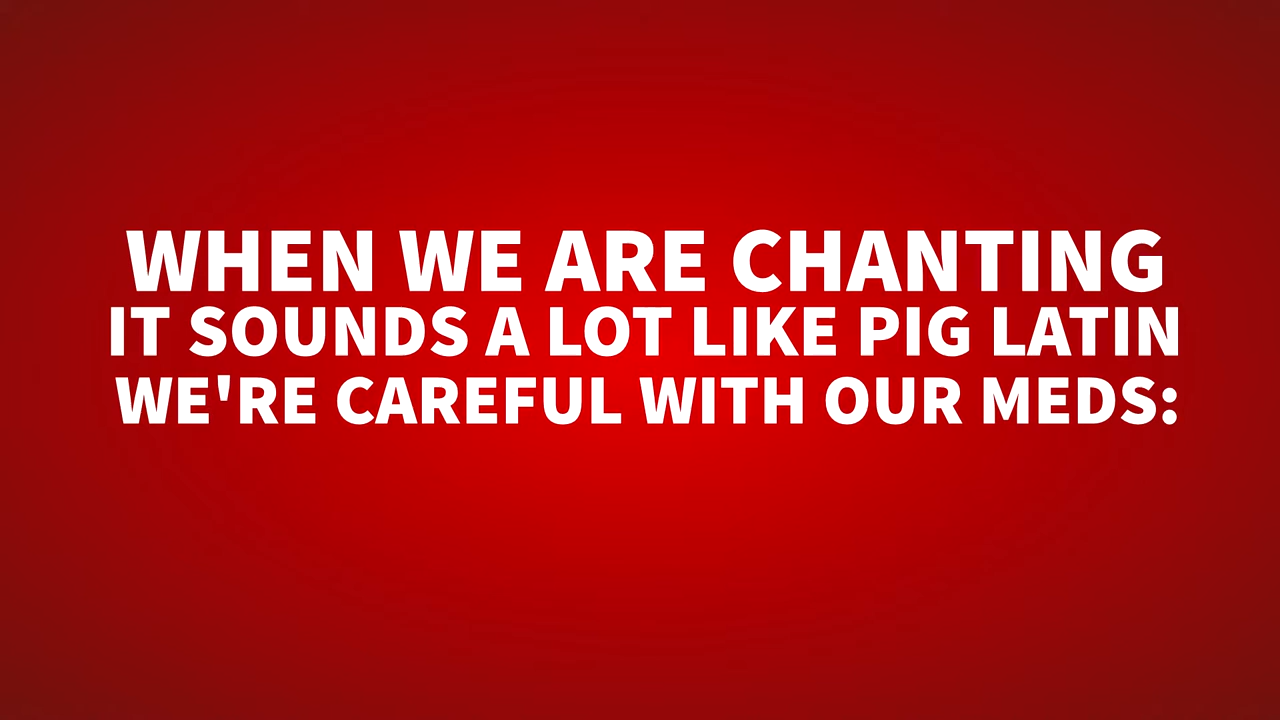 WHEN WE ARE CHANTING
IT SOUNDS A LOT LIKE PIG LATIN
WE'RE CAREFUL WITH OUR MEDS: